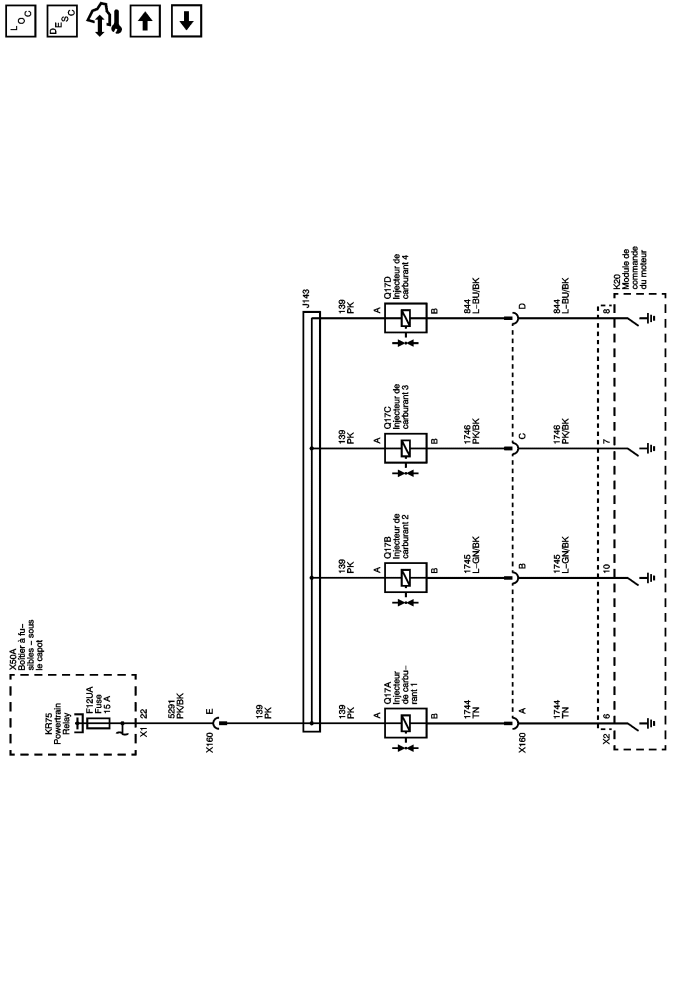 LOC
DESC
X50A
Boîtier à fu–
sibles – sous
le capot
KR75
Powertrain
Relay
F12UA
Fuse
15 A
X1
22
5291
PK/BK
X160
E
139
PK
J143
139
PK
A
Q17A
Injecteur
de carbu–
rant 1
B
1744
TN
X160
A
1744
TN
X2
6
139
PK
A
Q17B
Injecteur de
carburant 2
B
1745
L–GN/BK
B
1745
L–GN/BK
10
139
PK
A
Q17C
Injecteur de
carburant 3
B
1746
PK/BK
C
1746
PK/BK
7
139
PK
A
Q17D
Injecteur de
carburant 4
B
844
L–BU/BK
D
844
L–BU/BK
8
K20
Module de
commande
du moteur